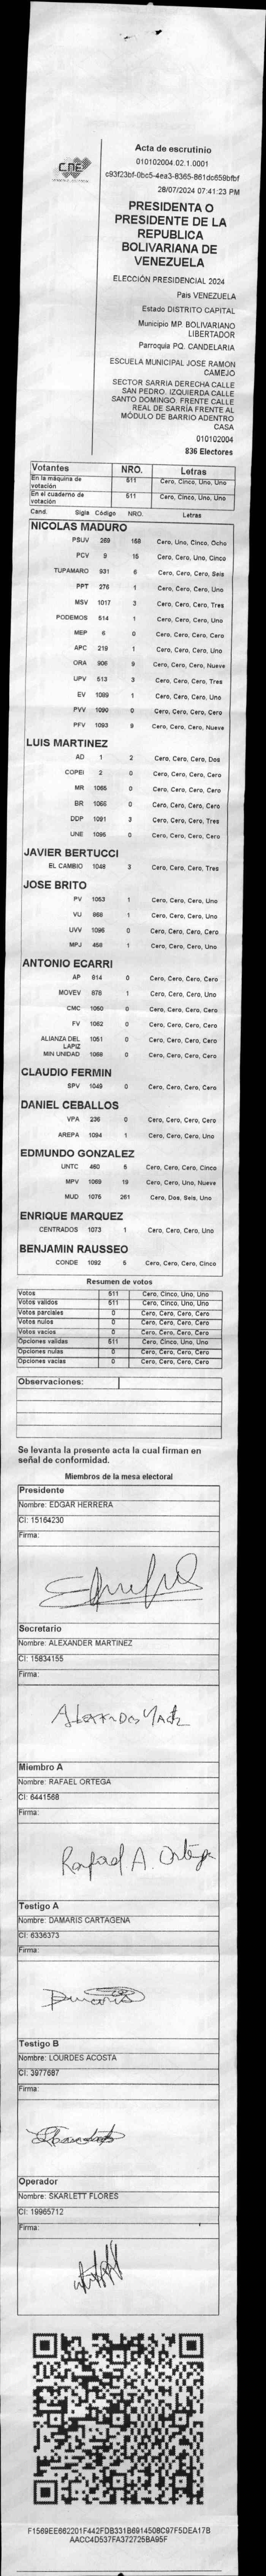 CNE
Acta de escrutinio
010102004.02.1.0001
c93f23bf-0bc5-4ea3-8365-861dc659bfbf
28/07/2024 07:41:23 PM
PRESIDENTA O
PRESIDENTE DE LA
REPUBLICA
BOLIVARIANA DE
VENEZUELA
ELECCIÓN PRESIDENCIAL 2024
Pais VENEZUELA
Estado DISTRITO CAPITAL
Municipio MP. BOLIVARIANO
LIBERTADOR
Parroquia PQ. CANDELARIA
ESCUELA MUNICIPAL JOSE RAMON
CAMEJO
SECTOR SARRIA DERECHA CALLE
SAN PEDRO. IZQUIERDA CALLE
SANTO DOMINGO. FRENTE CALLE
REAL DE SARRÍA FRENTE AL
MÓDULO DE BARRIO ADENTRO
CASA
010102004
836 Electores
Votantes NRO. Letras
En la máquina de votación 511 Cero, Cinco, Uno, Uno
En el cuaderno de votación 511 Cero, Cinco, Uno, Uno
Cand. Sigla Código NRO. Letras
NICOLAS MADURO
PSUV 269 158 Cero, Uno, Cinco, Ocho
PCV 9 15 Cero, Cero, Uno, Cinco
TUPAMARO 931 6 Cero, Cero, Cero, Seis
PPT 276 1 Cero, Cero, Cero, Uno
MSV 1017 3 Cero, Cero, Cero, Tres
PODEMOS 514 1 Cero, Cero, Cero, Uno
MEP 6 0 Cero, Cero, Cero, Cero
APC 219 1 Cero, Cero, Cero, Uno
ORA 906 9 Cero, Cero, Cero, Nueve
UPV 513 3 Cero, Cero, Cero, Tres
EV 1099 1 Cero, Cero, Cero, Uno
PVV 1090 0 Cero, Cero, Cero, Cero
PFV 1093 9 Cero, Cero, Cero, Nueve
LUIS MARTINEZ
AD 1 2 Cero, Cero, Cero, Dos
COPEI 2 0 Cero, Cero, Cero, Cero
MR 1065 0 Cero, Cero, Cero, Cero
BR 1066 0 Cero, Cero, Cero, Cero
DDP 1091 3 Cero, Cero, Cero, Tres
UNE 1095 0 Cero, Cero, Cero, Cero
JAVIER BERTUCCI
EL CAMBIO 1048 3 Cero, Cero, Cero, Tres
JOSE BRITO
PV 1053 1 Cero, Cero, Cero, Uno
VU 868 1 Cero, Cero, Cero, Uno
UVV 1096 0 Cero, Cero, Cero, Cero
MPJ 458 1 Cero, Cero, Cero, Uno
ANTONIO ECARRI
AP 914 0 Cero, Cero, Cero, Cero
MOVEV 878 1 Cero, Cero, Cero, Uno
CMC 1050 0 Cero, Cero, Cero, Cero
FV 1082 0 Cero, Cero, Cero, Cero
ALIANZA DEL LAPIZ 1051 0 Cero, Cero, Cero, Cero
MIN UNIDAD 1068 0 Cero, Cero, Cero, Cero
CLAUDIO FERMIN
SPV 1049 0 Cero, Cero, Cero, Cero
DANIEL CEBALLOS
VPA 236 0 Cero, Cero, Cero, Cero
AREPA 1094 1 Cero, Cero, Cero, Uno
EDMUNDO GONZALEZ
UNTC 460 5 Cero, Cero, Cero, Cinco
MPV 1069 19 Cero, Cero, Uno, Nueve
MUD 1075 261 Cero, Dos, Seis, Uno
ENRIQUE MARQUEZ
CENTRADOS 1073 1 Cero, Cero, Cero, Uno
BENJAMIN RAUSSEO
CONDE 1092 5 Cero, Cero, Cero, Cinco
Resumen de votos
Votos 511 Cero, Cinco, Uno, Uno
Votos validos 511 Cero, Cinco, Uno, Uno
Votos parciales 0 Cero, Cero, Cero, Cero
Votos nulos 0 Cero, Cero, Cero, Cero
Votos vacios 0 Cero, Cero, Cero, Cero
Opciones validas 511 Cero, Cinco, Uno, Uno
Opciones nulas 0 Cero, Cero, Cero, Cero
Opciones vacias 0 Cero, Cero, Cero, Cero
Observaciones:
Se levanta la presente acta la cual firman en
señal de conformidad.
Miembros de la mesa electoral
Presidente
Nombre: EDGAR HERRERA
CI: 15164230
Firma:
Secretario
Nombre: ALEXANDER MARTINEZ
CI: 15834155
Firma:
Miembro A
Nombre: RAFAEL ORTEGA
CI: 6441568
Firma:
Rafael A. Ortega
Testigo A
Nombre: DAMARIS CARTAGENA
CI: 6336373
Firma:
Damaris
Testigo B
Nombre: LOURDES ACOSTA
CI: 3977687
Firma:
Operador
Nombre: SKARLETT FLORES
CI: 19965712
Firma:
F1569EE662201F442FDB331B6914508C97F5DEA17B
AACC4D537FA372725BA95F